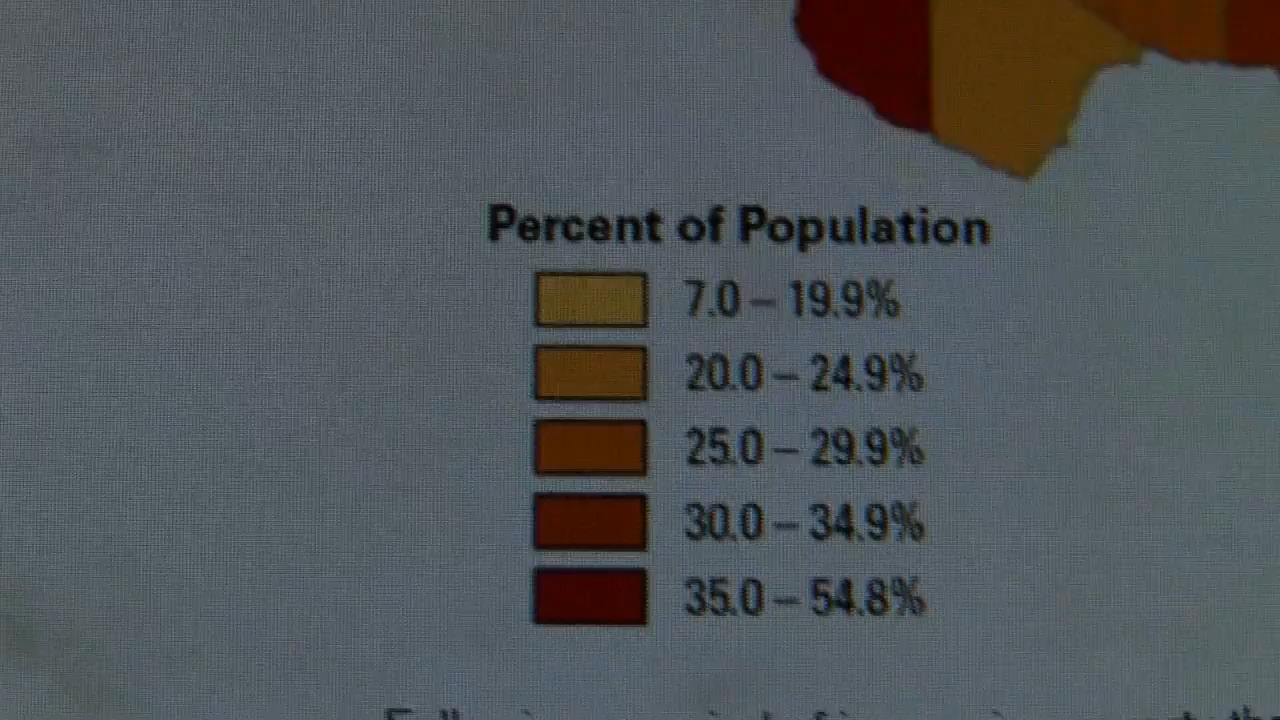 Percent of Population
7.0 – 19.9%
20.0 – 24.9%
25.0 – 29.9%
30.0 – 34.9%
35.0 – 54.8%